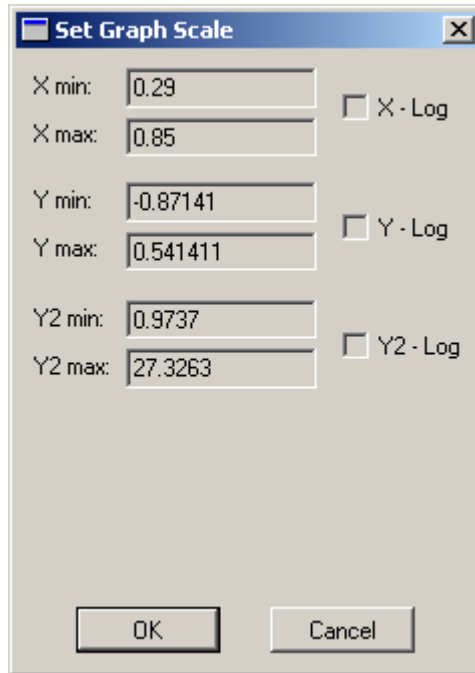 Set Graph Scale
X min: 0.29
X max: 0.85
X - Log
Y min: -0.87141
Y max: 0.541411
Y - Log
Y2 min: 0.9737
Y2 max: 27.3263
Y2 - Log
OK Cancel